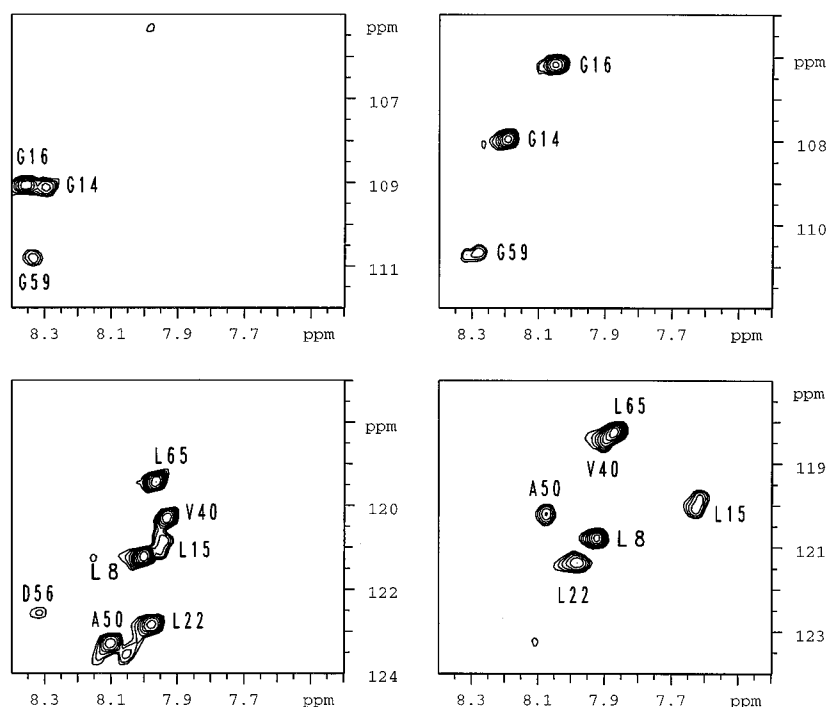 ppm
107
G16
G14
109
G59
111
8.3 8.1 7.9 7.7 ppm
ppm
G16
G14
108
G59
110
8.3 8.1 7.9 7.7 ppm
ppm
L65
V40
120
L15
L8
D56
122
A50
L22
124
8.3 8.1 7.9 7.7 ppm
L65
ppm
V40
119
A50
L15
L8
121
L22
123
8.3 8.1 7.9 7.7 ppm